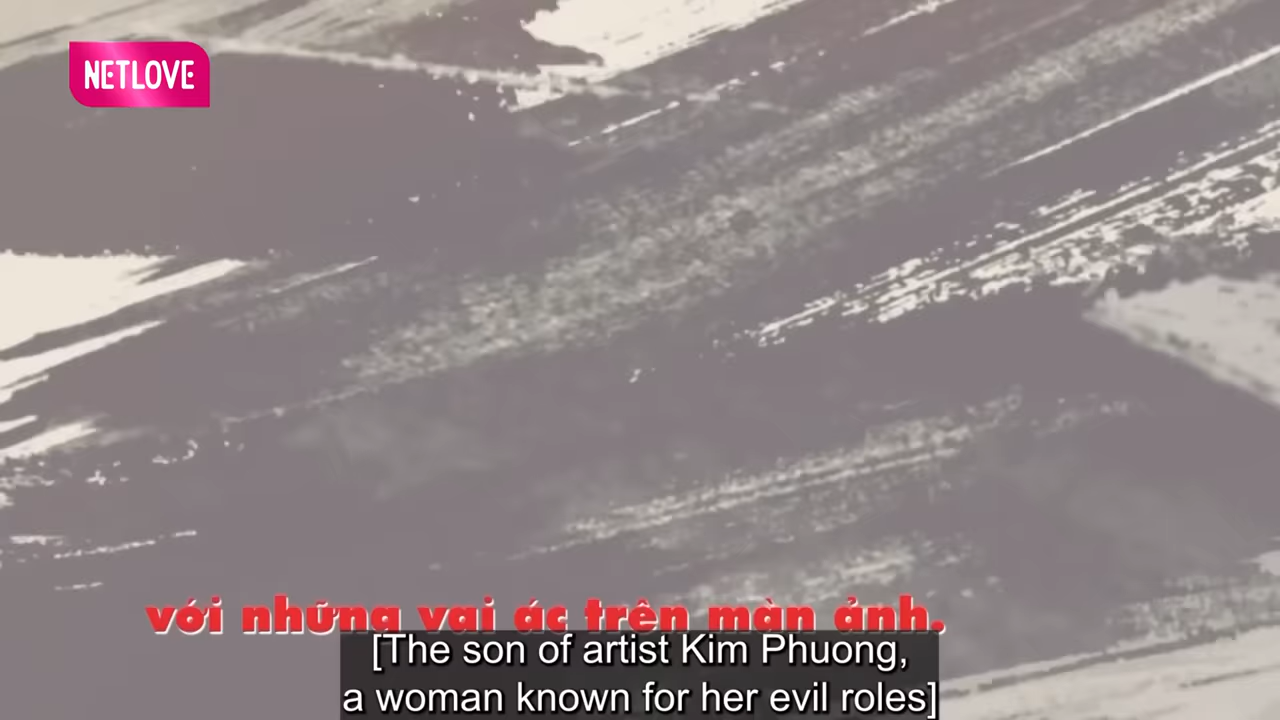 NETLOVE
với những vai ác trên màn ảnh.
[The son of artist Kim Phuong,
a woman known for her evil roles]